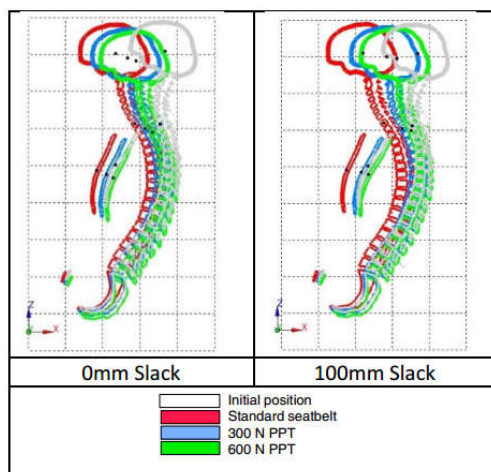 Z
X
Z
X
0mm Slack
100mm Slack
Initial position
Standard seatbelt
300 N PPT
600 N PPT